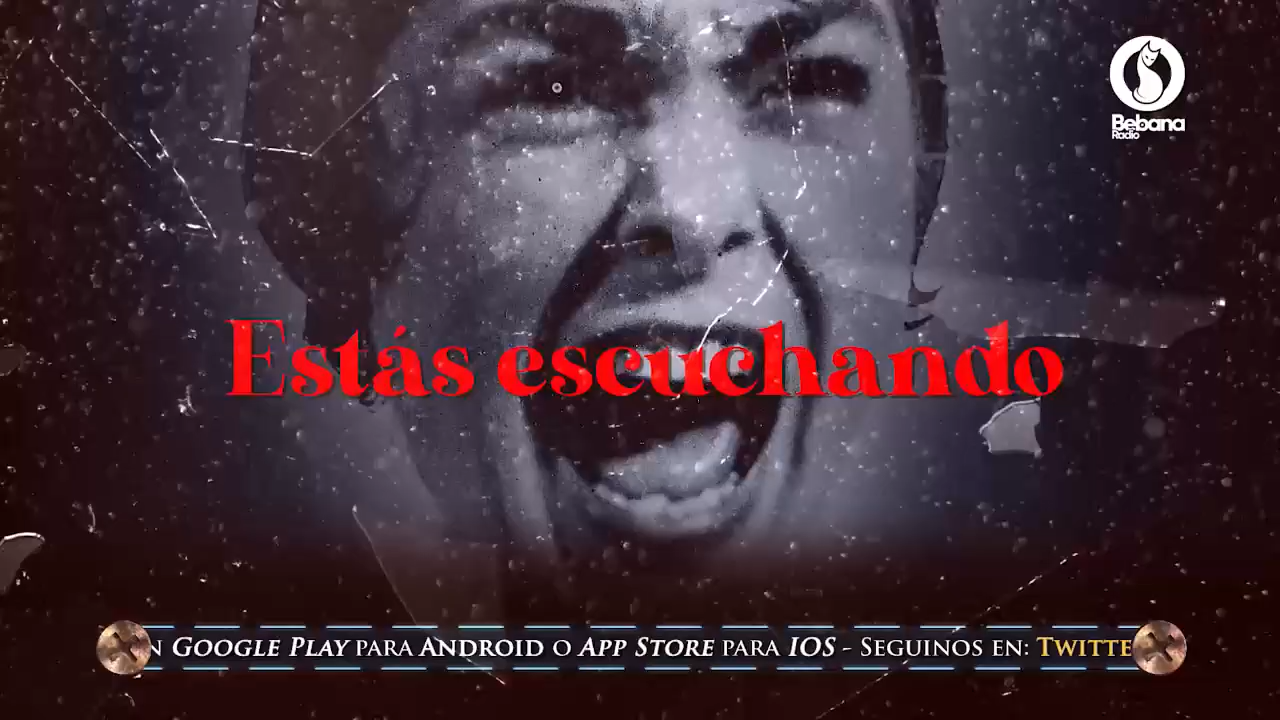 Bebana
Radio
Estás escuchando
N GOOGLE PLAY PARA ANDROID O APP STORE PARA IOS - SEGUINOS EN: TWITTE